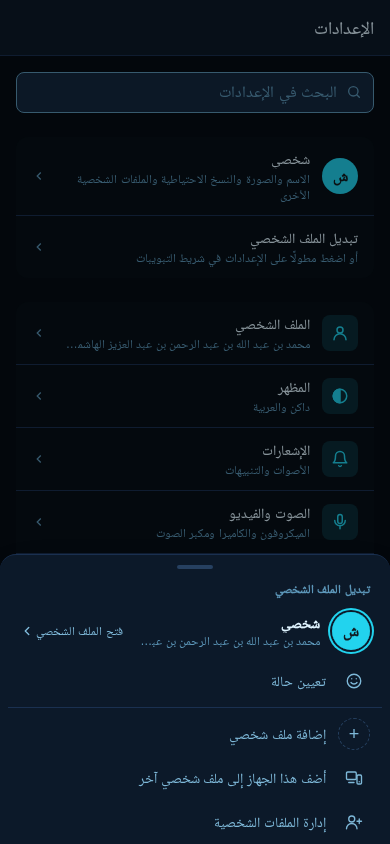 الإعدادات
البحث في الإعدادات
ش
شخصي
الاسم والصورة والنسخ الاحتياطية والملفات الشخصية
الأخرى
تبديل الملف الشخصي
أو اضغط مطولًا على الإعدادات في شريط التبويبات
الملف الشخصي
محمد بن عبد الله بن عبد الرحمن بن عبد العزيز الهاشم...
المظهر
داكن والعربية
الإشعارات
الأصوات والتنبيهات
الصوت والفيديو
الميكروفون والكاميرا ومكبر الصوت
تبديل الملف الشخصي
ش
شخصي
محمد بن عبد الله بن عبد الرحمن بن عبـ...
فتح الملف الشخصي
تعيين حالة
إضافة ملف شخصي
أضف هذا الجهاز إلى ملف شخصي آخر
إدارة الملفات الشخصية